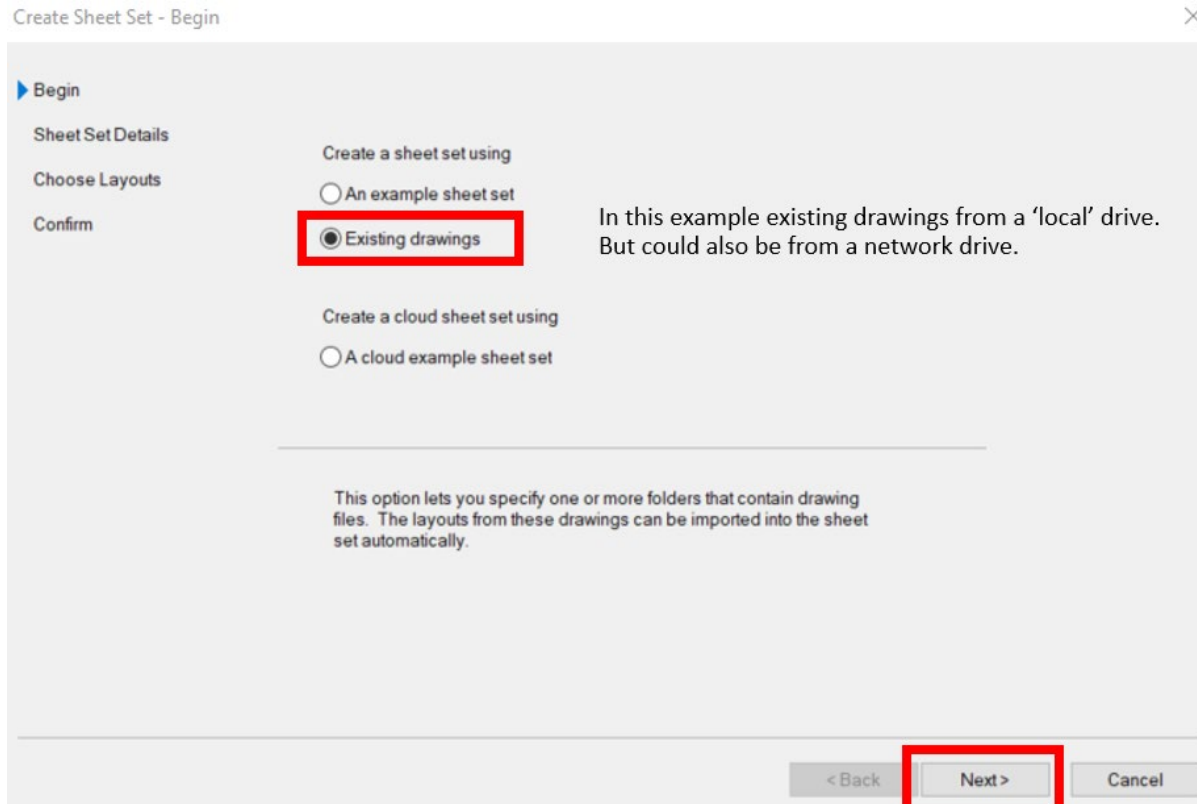 Create Sheet Set - Begin
Begin
Sheet Set Details
Choose Layouts
Confirm
Create a sheet set using
An example sheet set
Existing drawings
In this example existing drawings from a ‘local’ drive.
But could also be from a network drive.
Create a cloud sheet set using
A cloud example sheet set
This option lets you specify one or more folders that contain drawing
files. The layouts from these drawings can be imported into the sheet
set automatically.
< Back
Next >
Cancel